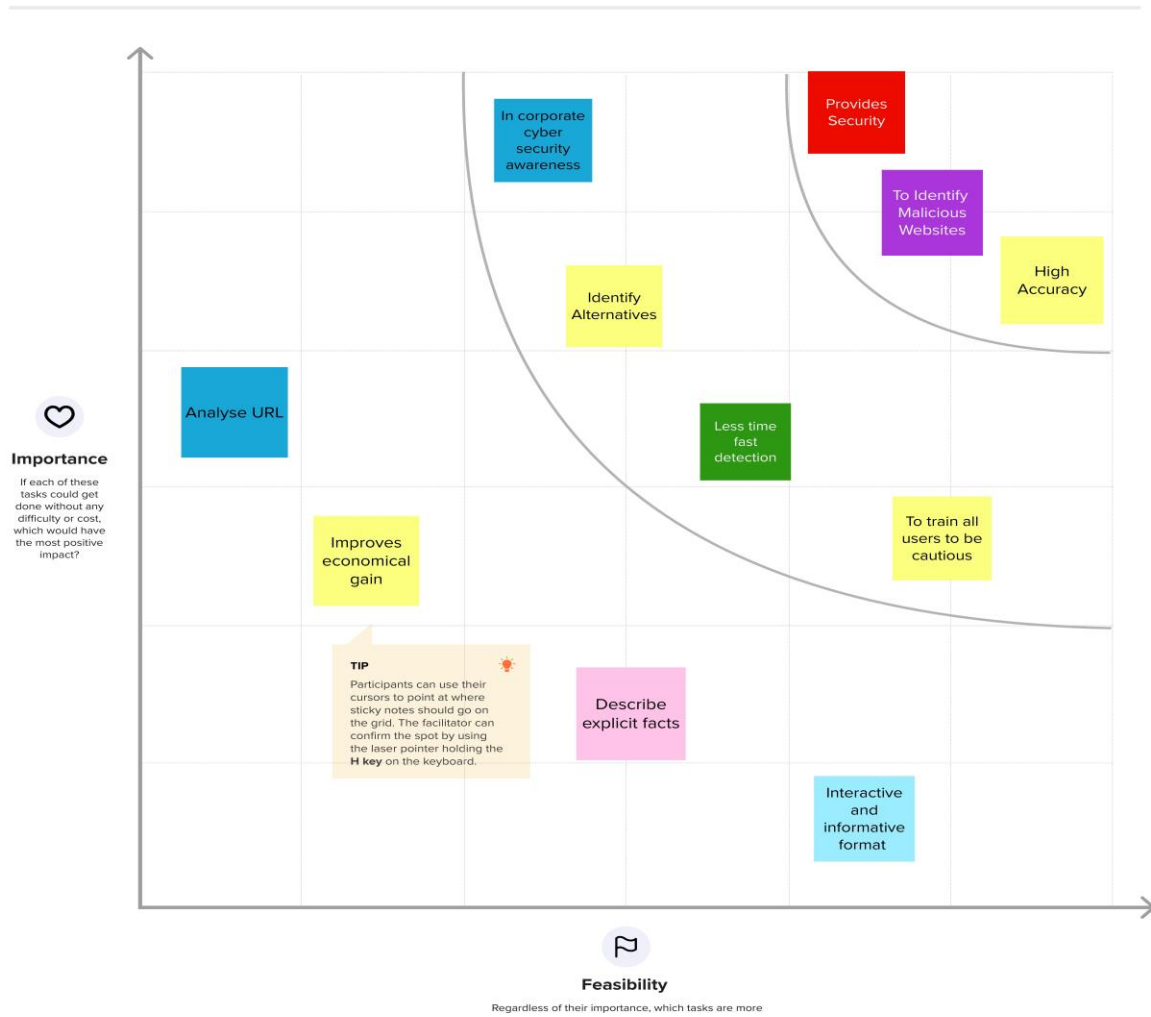 Provides
Security
In corporate
cyber
security
awareness
To Identify
Malicious
Websites
High
Accuracy
Identify
Alternatives
Analyse URL
Less time
fast
detection
Importance
If each of these
tasks could get
done without any
difficulty or cost,
which would have
the most positive
impact?
To train all
users to be
cautious
Improves
economical
gain
TIP
Participants can use their
cursors to point at where
sticky notes should go on
the grid. The facilitator can
confirm the spot by using
the laser pointer holding the
H key on the keyboard.
Describe
explicit facts
Interactive
and
informative
format
Feasibility
Regardless of their importance, which tasks are more